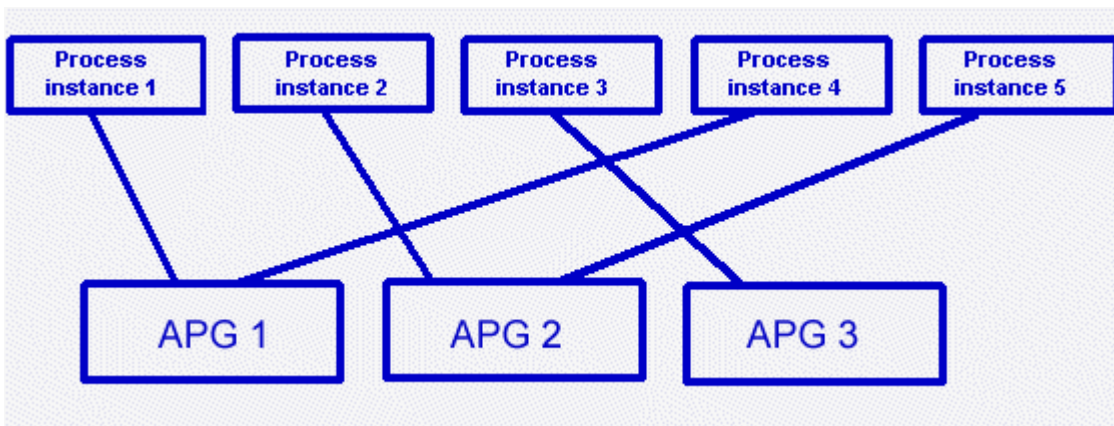 Process
instance 1
Process
instance 2
Process
instance 3
Process
instance 4
Process
instance 5
APG 1
APG 2
APG 3